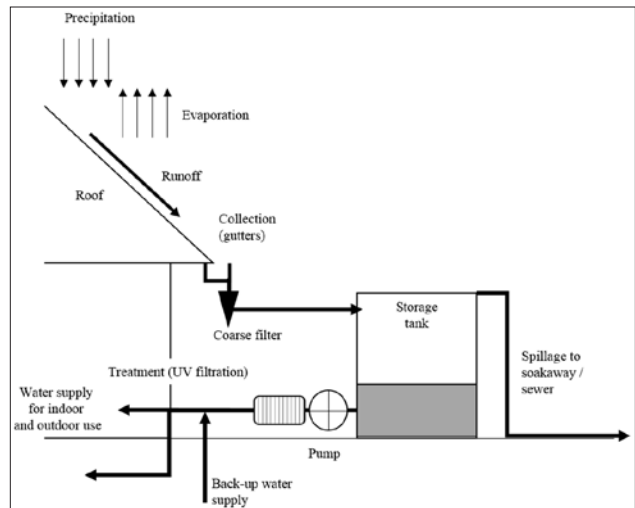 Precipitation
Evaporation
Runoff
Roof
Collection
(gutters)
Storage
tank
Coarse filter
Spillage to
soakaway /
sewer
Treatment (UV filtration)
Water supply
for indoor
and outdoor use
Pump
Back-up water
supply